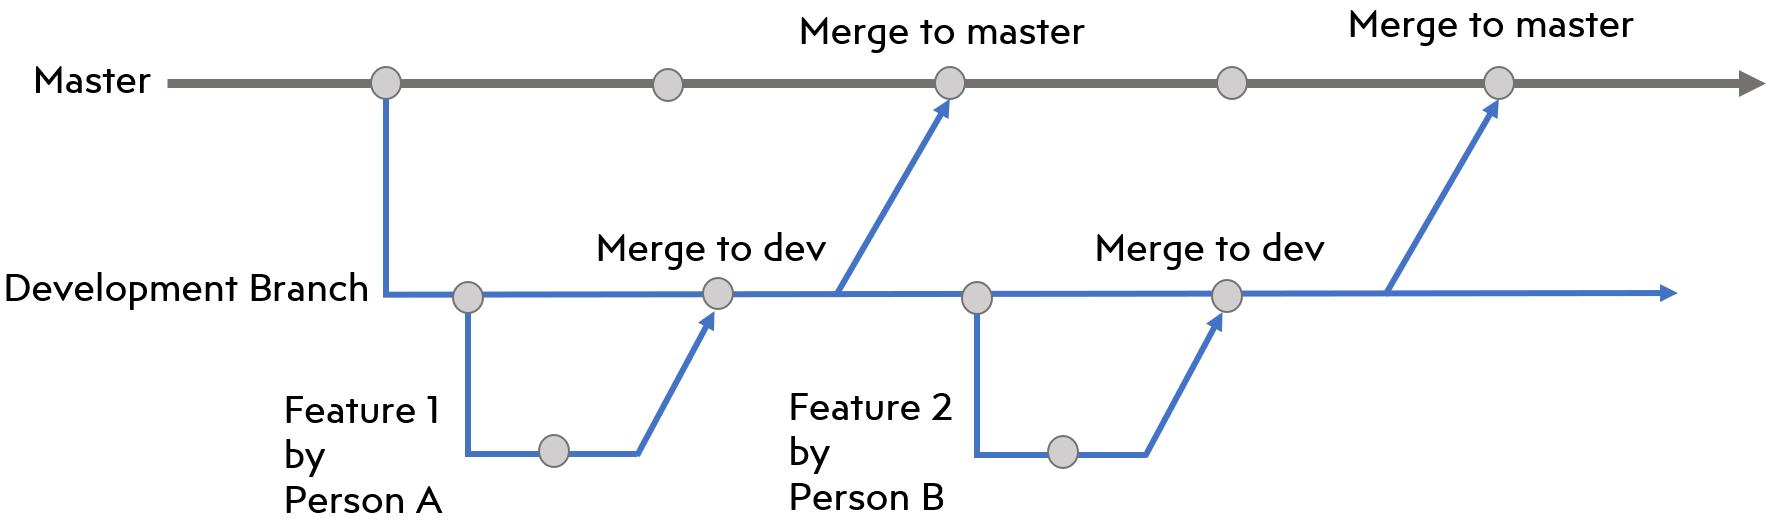 Merge to master
Merge to master
Master
Merge to dev
Merge to dev
Development Branch
Feature 1
by
Person A
Feature 2
by
Person B